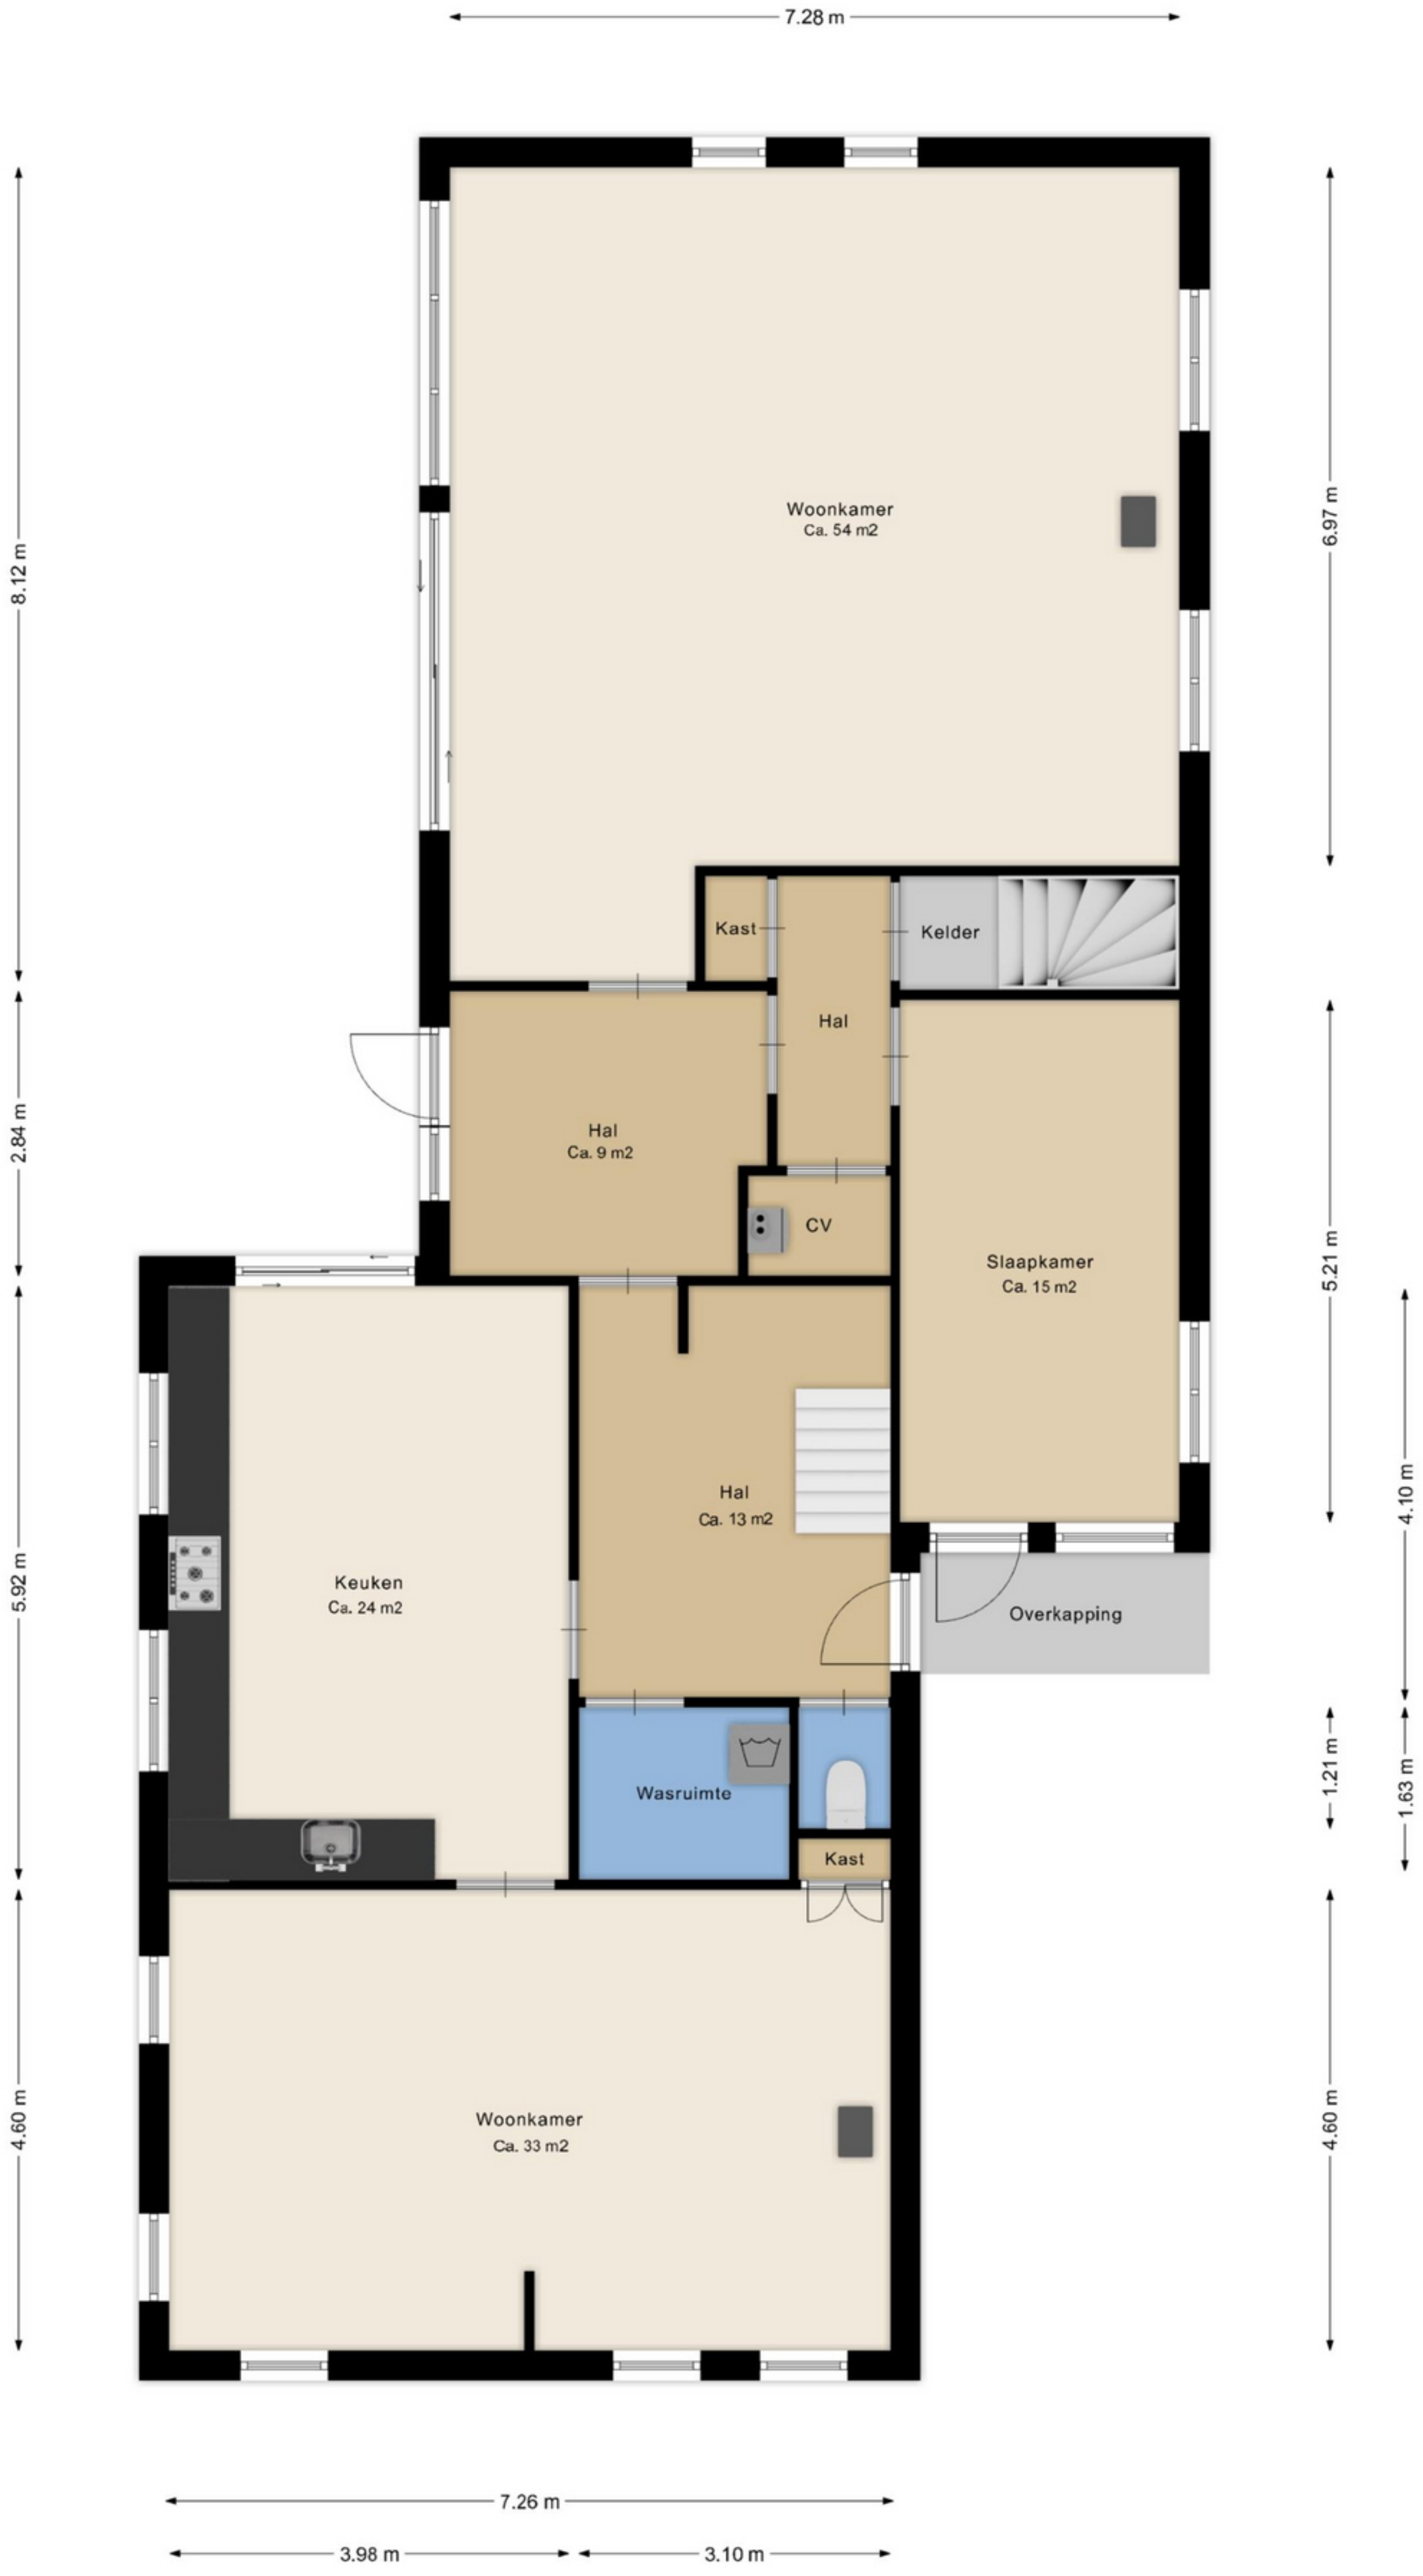 7.28 m
8.12 m
6.97 m
Woonkamer
Ca. 54 m2
Kast
Kelder
Hal
2.84 m
Hal
Ca. 9 m2
CV
Slaapkamer
Ca. 15 m2
5.21 m
4.10 m
Hal
Ca. 13 m2
5.92 m
Keuken
Ca. 24 m2
Overkapping
Wasruimte
1.21 m
1.63 m
Kast
4.60 m
Woonkamer
Ca. 33 m2
4.60 m
7.26 m
3.98 m
3.10 m